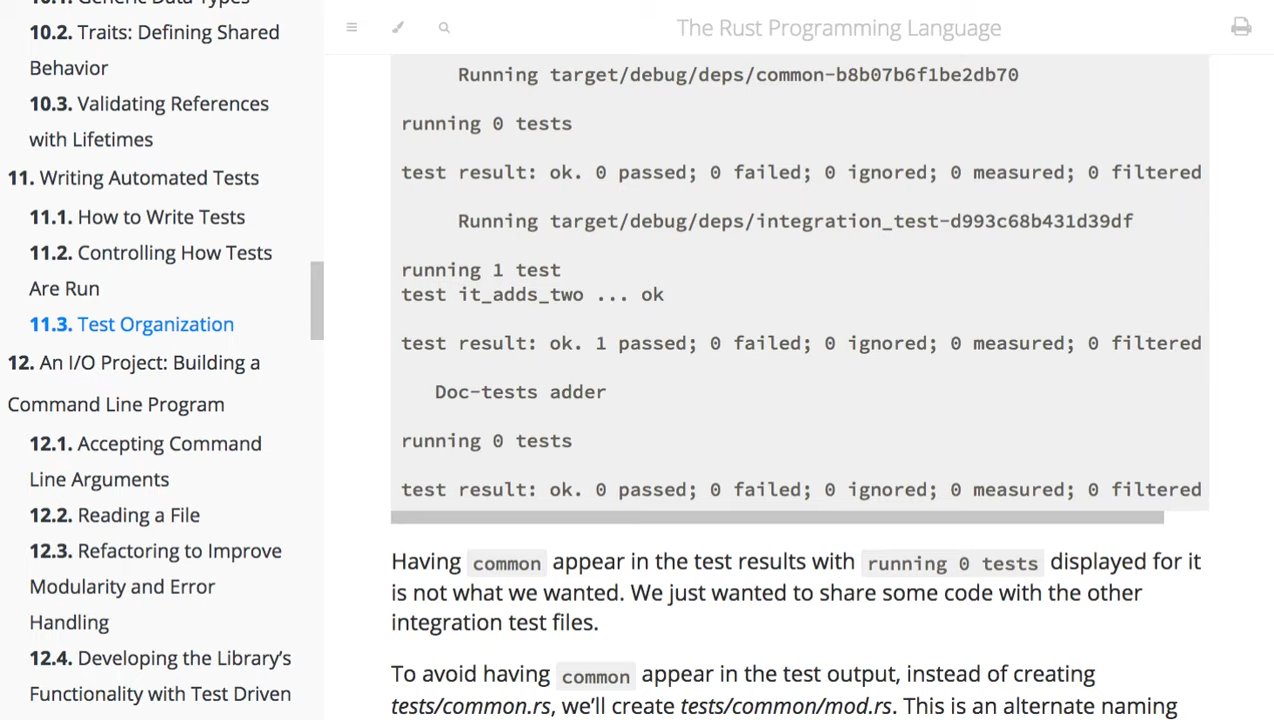 10.1. Generic Data Types
10.2. Traits: Defining Shared
Behavior
10.3. Validating References
with Lifetimes
11. Writing Automated Tests
11.1. How to Write Tests
11.2. Controlling How Tests
Are Run
11.3. Test Organization
12. An I/O Project: Building a
Command Line Program
12.1. Accepting Command
Line Arguments
12.2. Reading a File
12.3. Refactoring to Improve
Modularity and Error
Handling
12.4. Developing the Library’s
Functionality with Test Driven
The Rust Programming Language
Running target/debug/deps/common-b8b07b6f1be2db70
running 0 tests
test result: ok. 0 passed; 0 failed; 0 ignored; 0 measured; 0 filtered
Running target/debug/deps/integration_test-d993c68b431d39df
running 1 test
test it_adds_two ... ok
test result: ok. 1 passed; 0 failed; 0 ignored; 0 measured; 0 filtered
Doc-tests adder
running 0 tests
test result: ok. 0 passed; 0 failed; 0 ignored; 0 measured; 0 filtered
Having common appear in the test results with running 0 tests displayed for it
is not what we wanted. We just wanted to share some code with the other
integration test files.
To avoid having common appear in the test output, instead of creating
tests/common.rs, we’ll create tests/common/mod.rs. This is an alternate naming